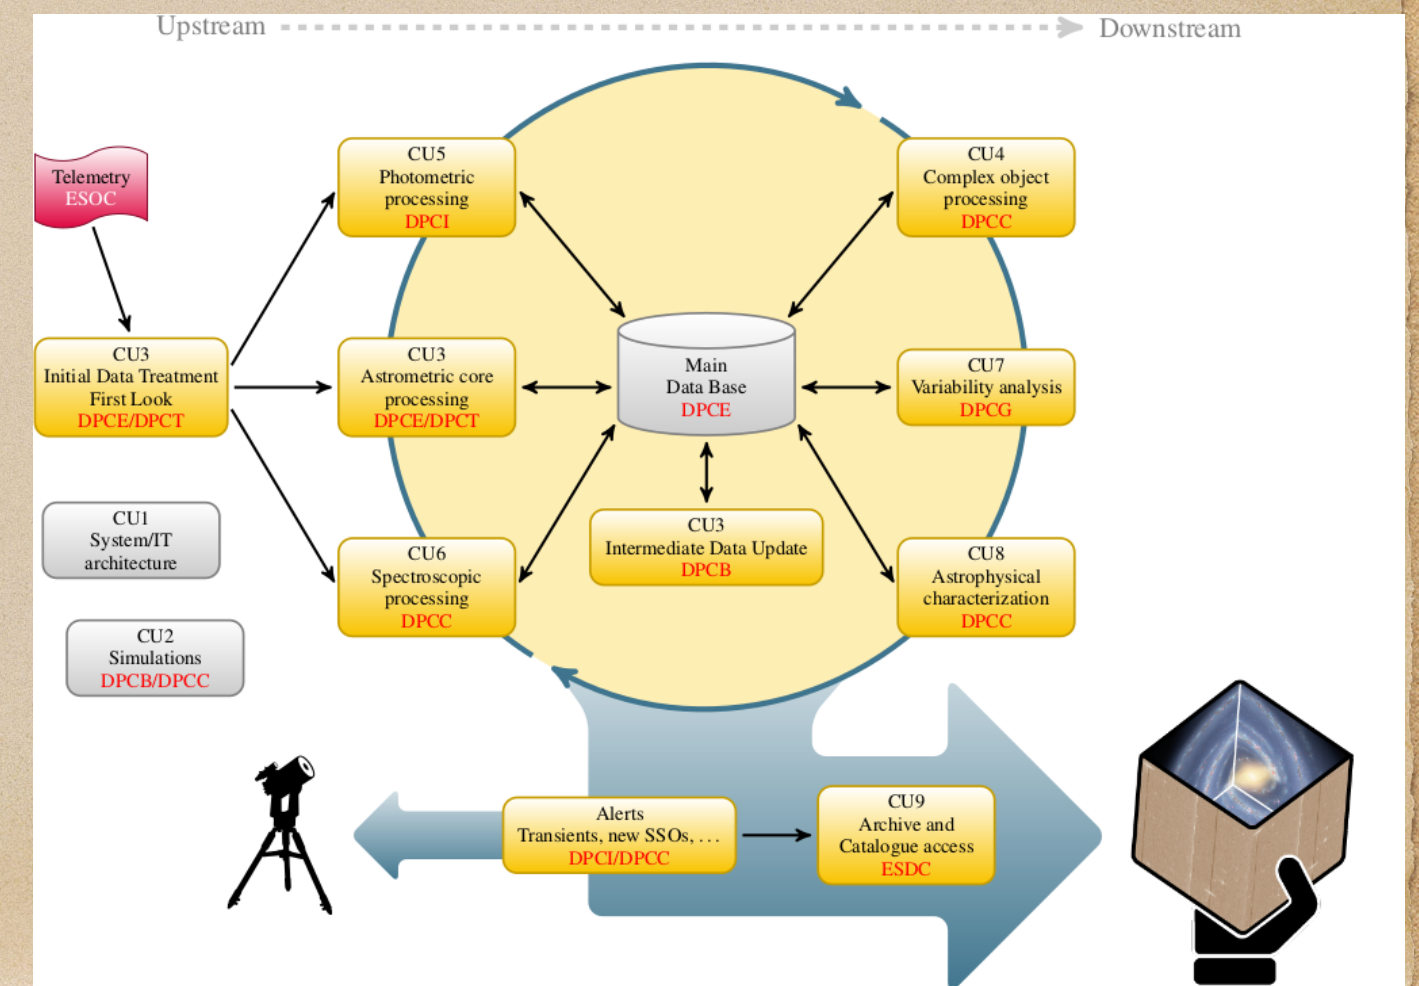 Upstream
Downstream
Telemetry
ESOC
CU5
Photometric
processing
DPCI
CU4
Complex object
processing
DPCC
CU3
Initial Data Treatment
First Look
DPCE/DPCT
CU3
Astrometric core
processing
DPCE/DPCT
Main
Data Base
DPCE
CU7
Variability analysis
DPCG
CU1
System/IT
architecture
CU6
Spectroscopic
processing
DPCC
CU3
Intermediate Data Update
DPCB
CU8
Astrophysical
characterization
DPCC
CU2
Simulations
DPCB/DPCC
Alerts
Transients, new SSOs, ...
DPCI/DPCC
CU9
Archive and
Catalogue access
ESDC